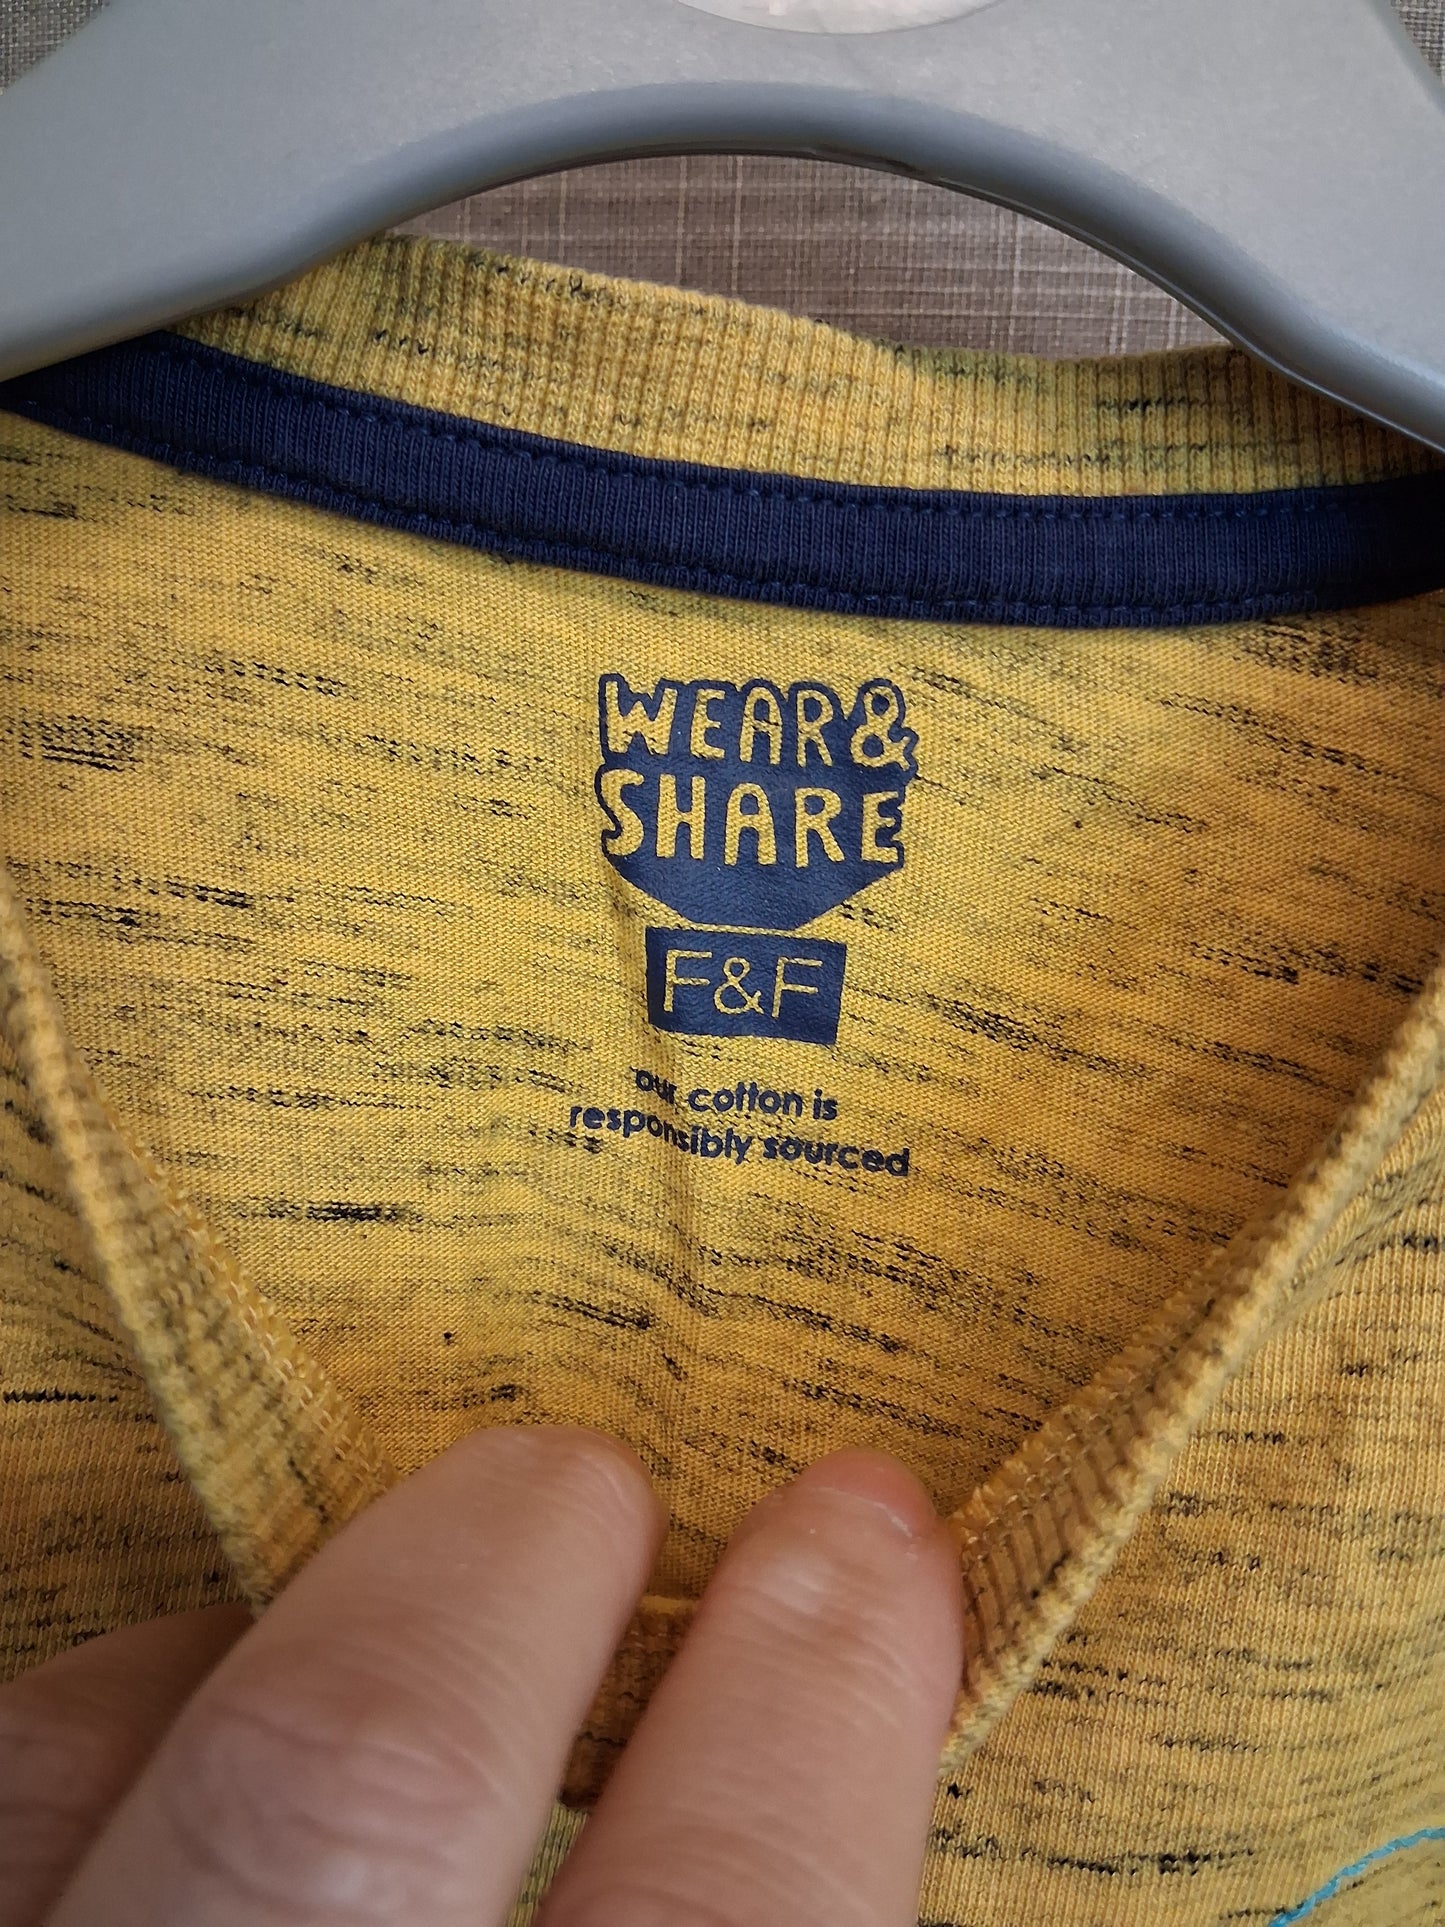 WEAR &
SHARE
F&F
our cotton is
responsibly sourced